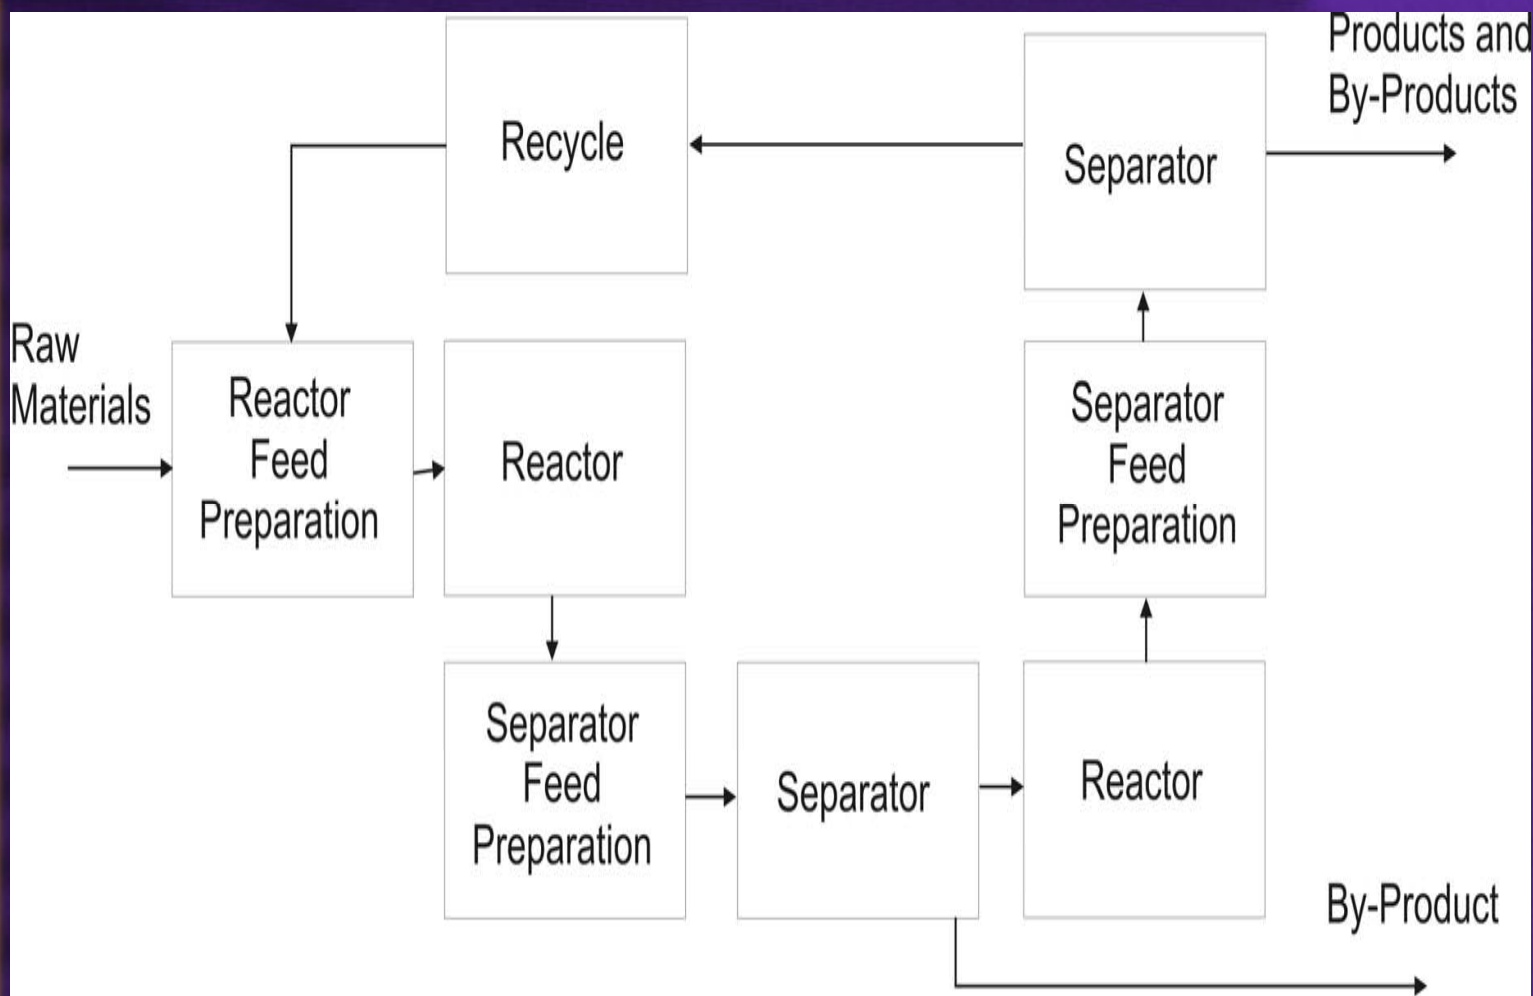 Products and
By-Products
Recycle
Separator
Raw
Materials
Reactor
Feed
Preparation
Reactor
Separator
Feed
Preparation
Separator
Feed
Preparation
Separator
Reactor
By-Product